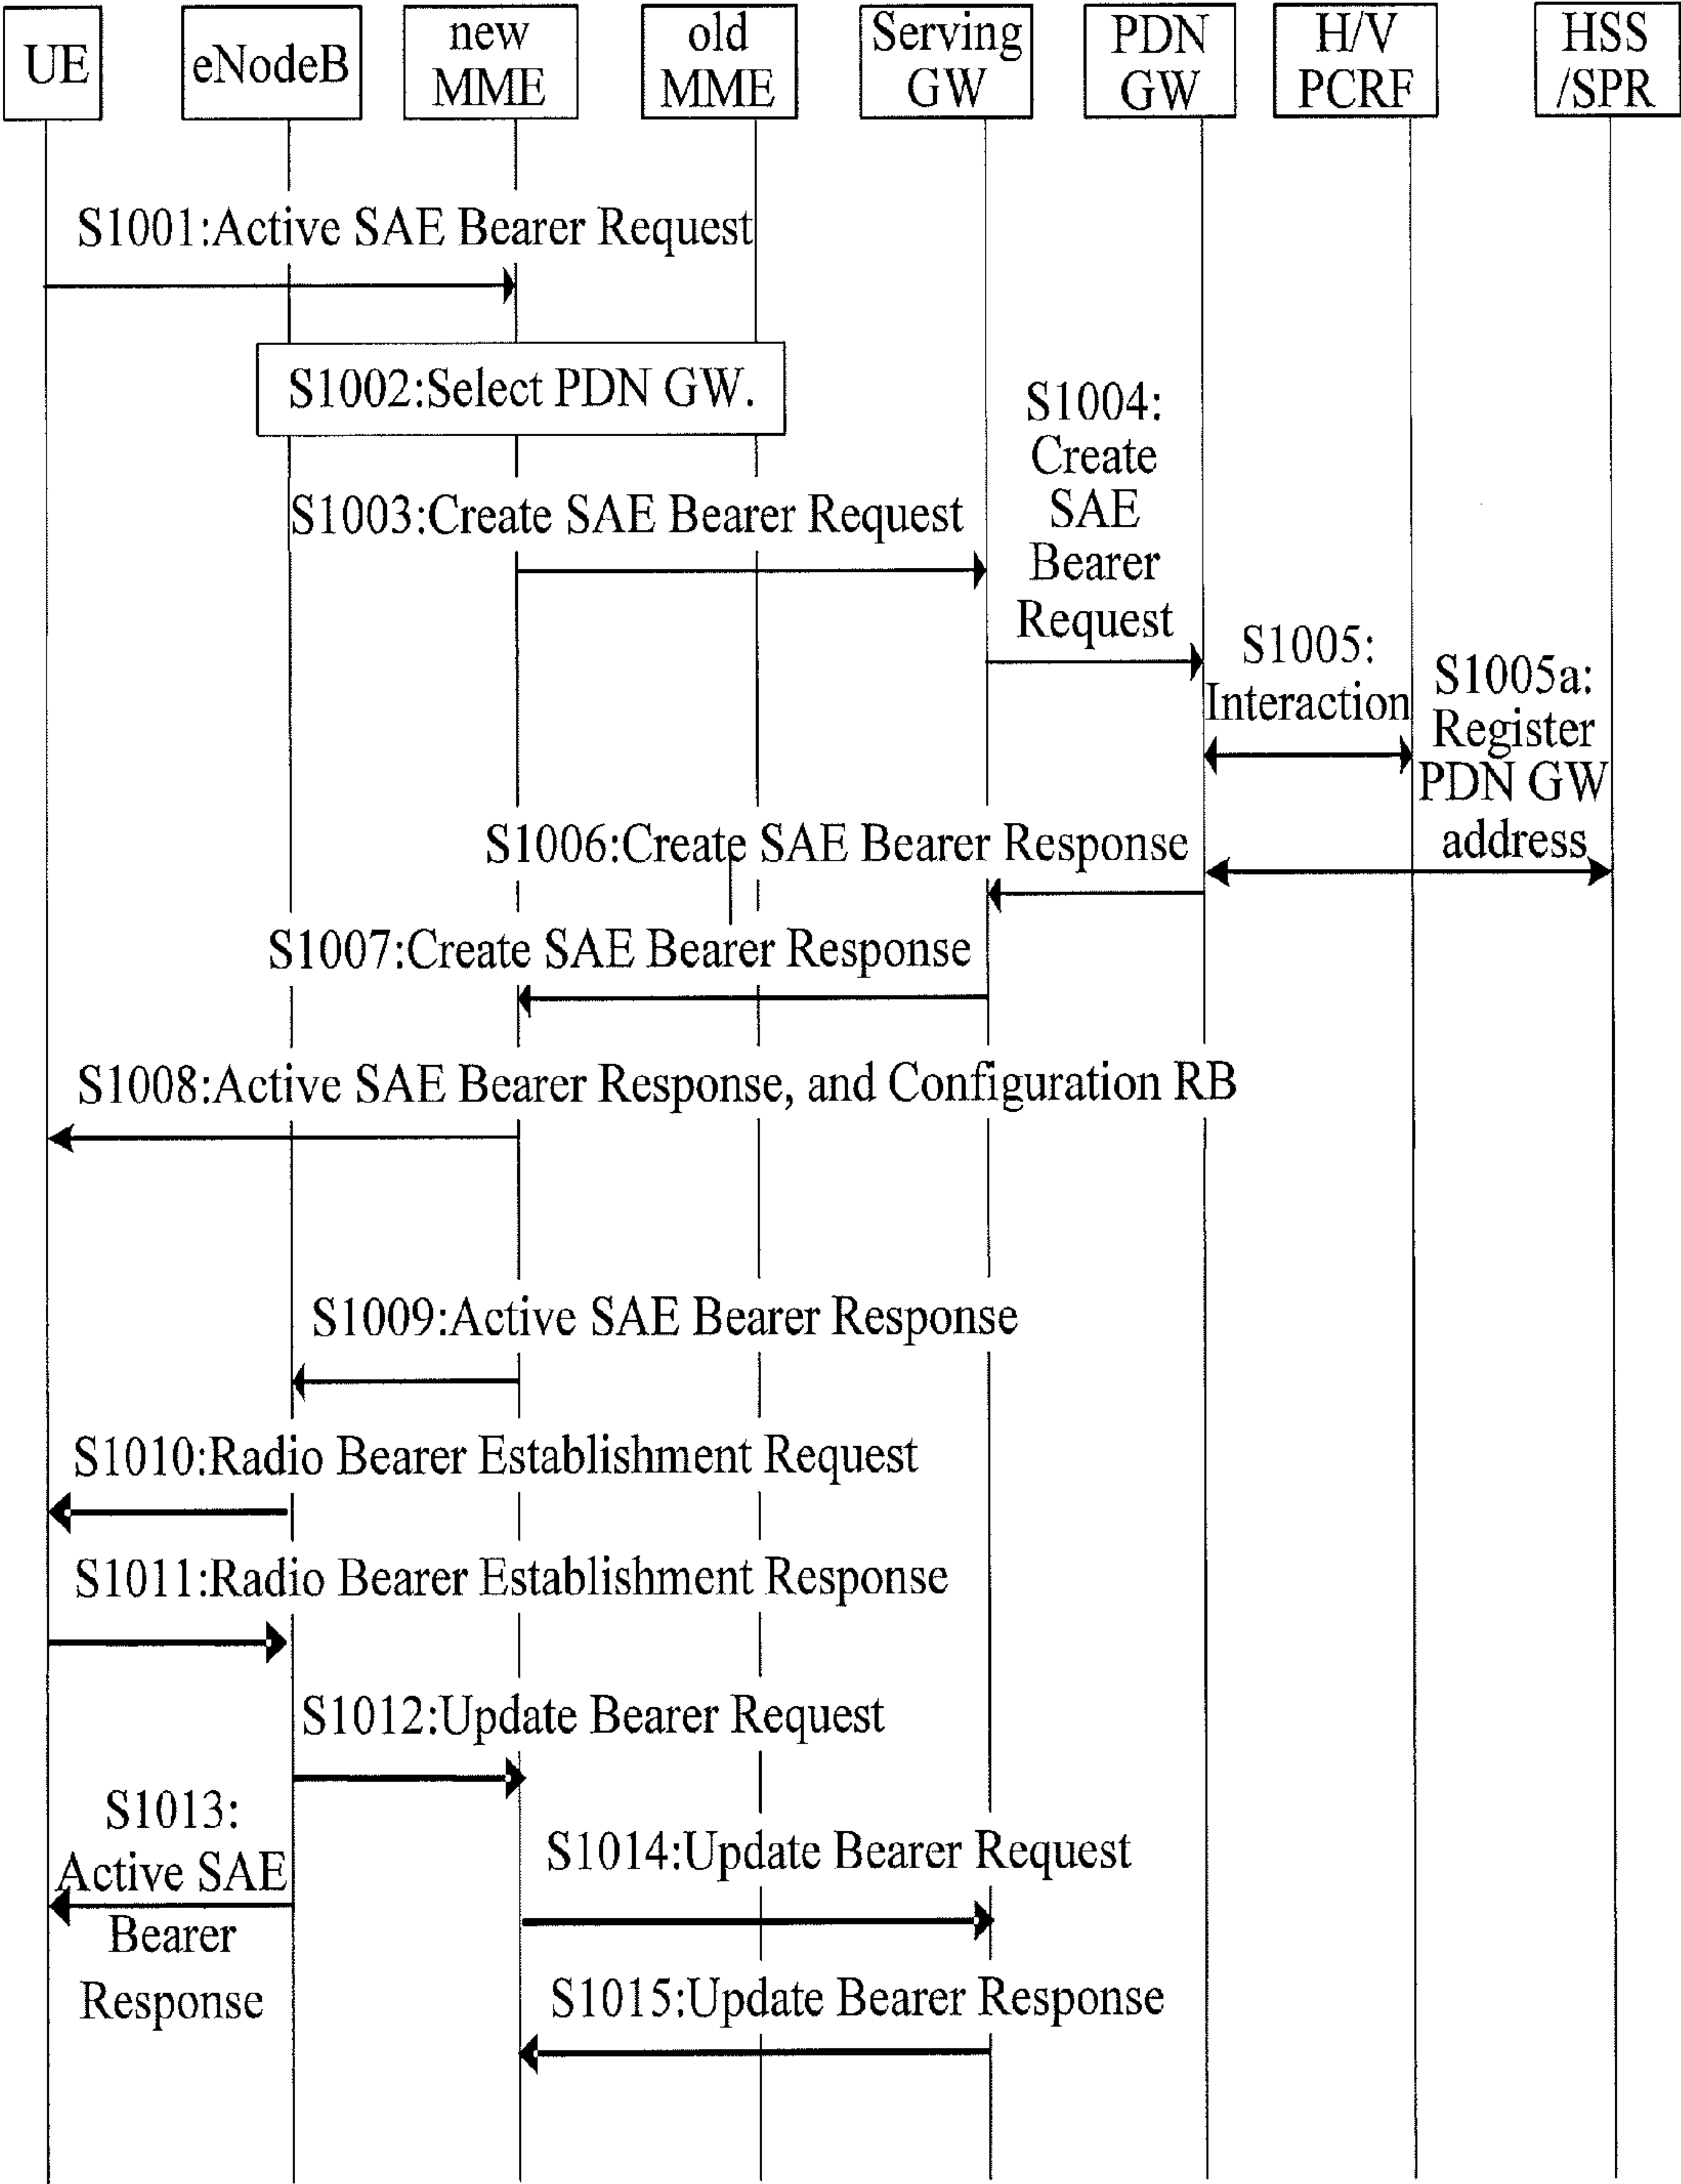 UE
eNodeB
new
MME
old
MME
Serving
GW
PDN
GW
H/V
PCRF
HSS
/SPR
S1001:Active SAE Bearer Request
S1002:Select PDN GW.
S1003:Create SAE Bearer Request
S1004:
Create
SAE
Bearer
Request
S1005:
Interaction
S1005a:
Register
PDN GW
address
S1006:Create SAE Bearer Response
S1007:Create SAE Bearer Response
S1008:Active SAE Bearer Response, and Configuration RB
S1009:Active SAE Bearer Response
S1010:Radio Bearer Establishment Request
S1011:Radio Bearer Establishment Response
S1012:Update Bearer Request
S1013:
Active SAE
Bearer
Response
S1014:Update Bearer Request
S1015:Update Bearer Response